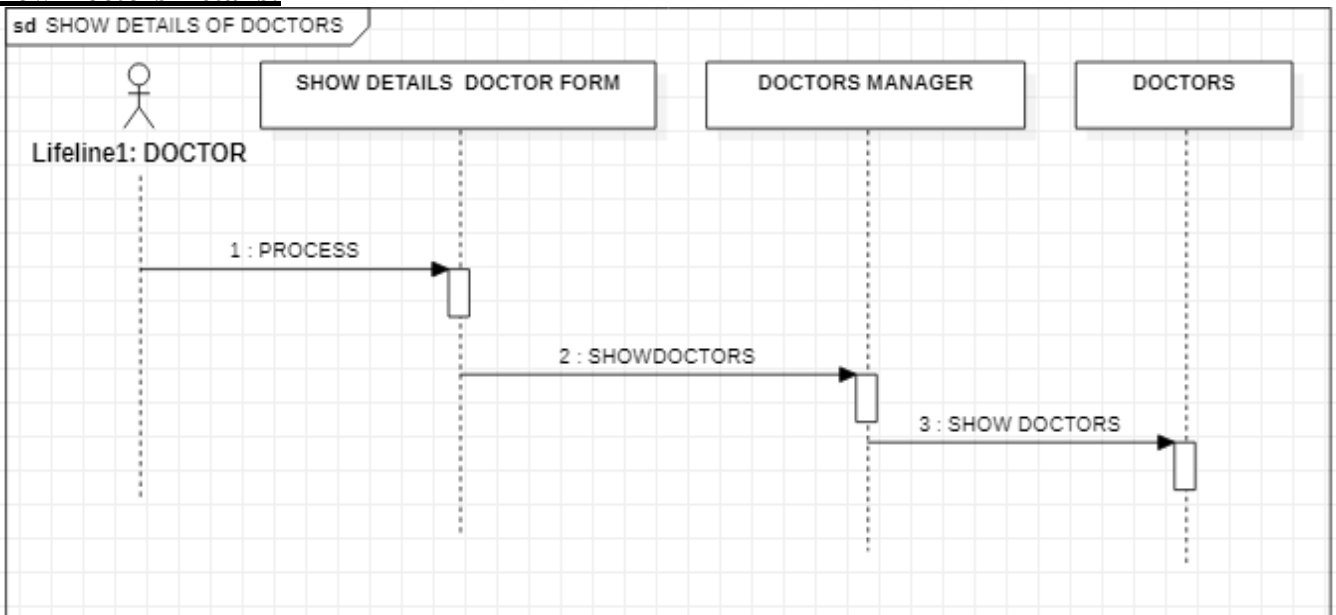 sd SHOW DETAILS OF DOCTORS
SHOW DETAILS DOCTOR FORM
DOCTORS MANAGER
DOCTORS
Lifeline1: DOCTOR
1 : PROCESS
2 : SHOWDOCTORS
3 : SHOW DOCTORS